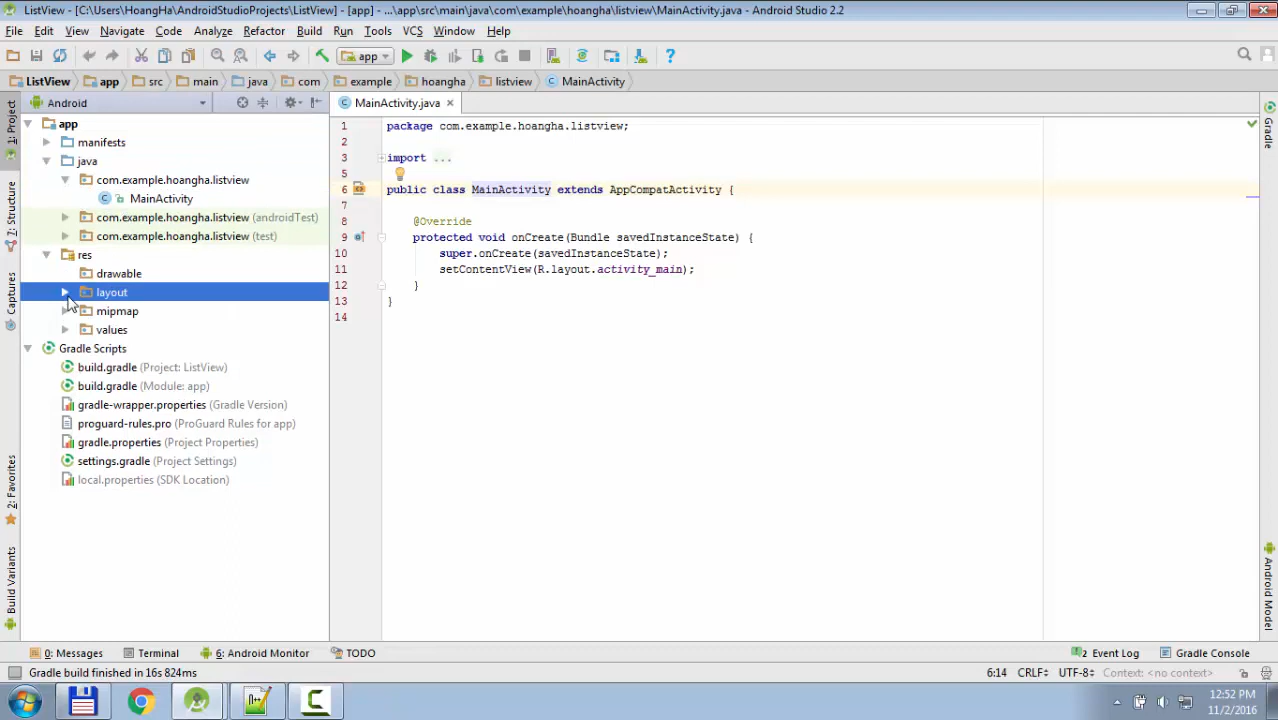 ListView - [C:\Users\HoangHa\AndroidStudioProjects\ListView] - [app] - ...\app\src\main\java\com\example\hoangha\listview\MainActivity.java - Android Studio 2.2
File Edit View Navigate Code Analyze Refactor Build Run Tools VCS Window Help
app
ListView app src main java com example hoangha listview MainActivity
1: Project
2: Structure
Captures
2: Favorites
Build Variants
Android
app
manifests
java
com.example.hoangha.listview
MainActivity
com.example.hoangha.listview (androidTest)
com.example.hoangha.listview (test)
res
drawable
layout
mipmap
values
Gradle Scripts
build.gradle (Project: ListView)
build.gradle (Module: app)
gradle-wrapper.properties (Gradle Version)
proguard-rules.pro (ProGuard Rules for app)
gradle.properties (Project Properties)
settings.gradle (Project Settings)
local.properties (SDK Location)
MainActivity.java
1 package com.example.hoangha.listview;
2
3 import ...
5
6 public class MainActivity extends AppCompatActivity {
7
8 @Override
9 protected void onCreate(Bundle savedInstanceState) {
10 super.onCreate(savedInstanceState);
11 setContentView(R.layout.activity_main);
12 }
13 }
14
Gradle
Android Model
0: Messages Terminal 6: Android Monitor TODO 2 Event Log Gradle Console
Gradle build finished in 16s 824ms 6:14 CRLF UTF-8 Context: <no context>
12:52 PM
11/2/2016